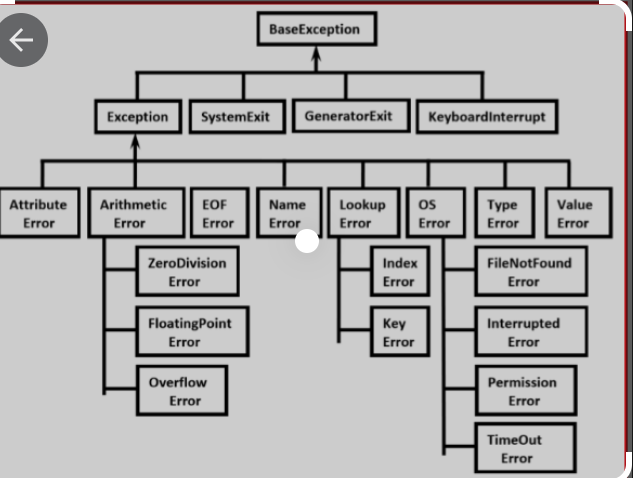 BaseException
Exception
SystemExit
GeneratorExit
KeyboardInterrupt
Attribute
Error
Arithmetic
Error
EOF
Error
Name
Error
Lookup
Error
OS
Error
Type
Error
Value
Error
ZeroDivision
Error
FloatingPoint
Error
Overflow
Error
Index
Error
Key
Error
FileNotFound
Error
Interrupted
Error
Permission
Error
TimeOut
Error